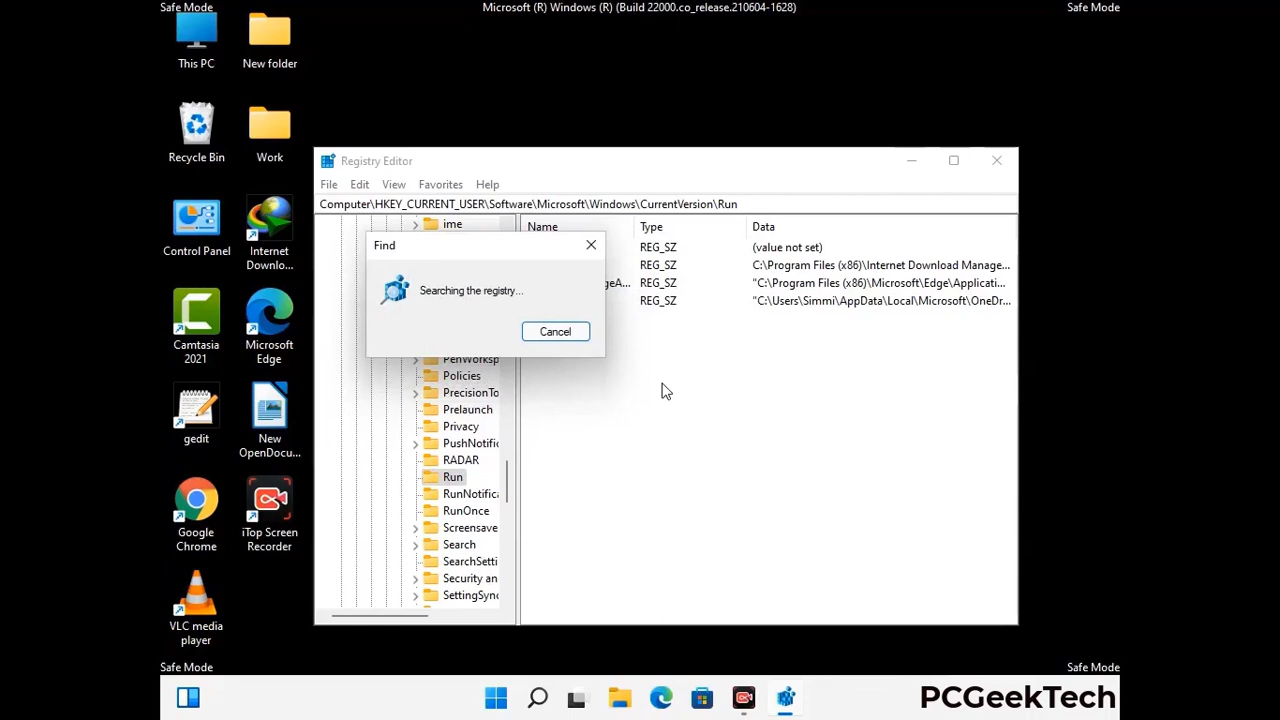 Safe Mode
Microsoft (R) Windows (R) (Build 22000.co_release.210604-1628)
Safe Mode
This PC
New folder
Recycle Bin
Work
Control Panel
Internet
Downlo...
Camtasia
2021
Microsoft
Edge
gedit
New
OpenDocu...
Google
Chrome
iTop Screen
Recorder
VLC media
player
Registry Editor
File Edit View Favorites Help
Computer\HKEY_CURRENT_USER\Software\Microsoft\Windows\CurrentVersion\Run
ime
Policies
PrecisionTo
Prelaunch
Privacy
PushNotific
RADAR
Run
RunNotifica
RunOnce
Screensave
Search
SearchSetti
Security an
SettingSync
Name Type Data
REG_SZ (value not set)
REG_SZ C:\Program Files (x86)\Internet Download Manage...
geA... REG_SZ "C:\Program Files (x86)\Microsoft\Edge\Applicati...
REG_SZ "C:\Users\Simmi\AppData\Local\Microsoft\OneDr...
Find
Searching the registry...
Cancel
Safe Mode
Safe Mode
PCGeekTech